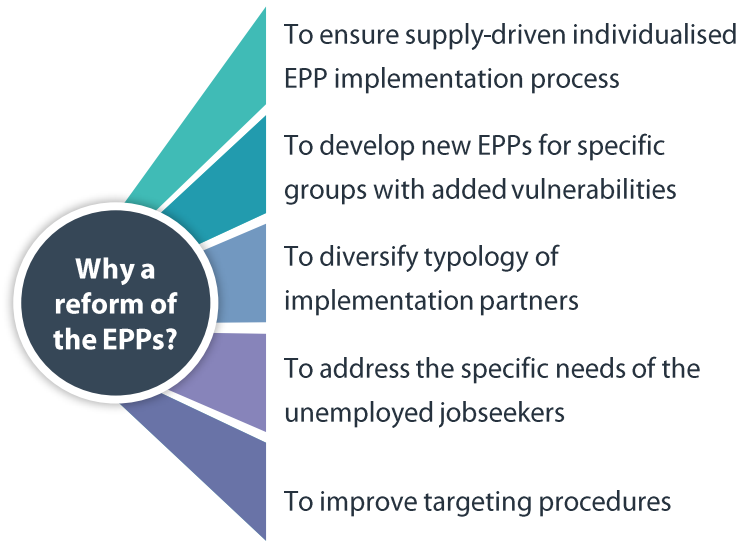 To ensure supply-driven individualised
EPP implementation process
To develop new EPPs for specific
groups with added vulnerabilities
Why a
reform of
the EPPs?
To diversify typology of
implementation partners
To address the specific needs of the
unemployed jobseekers
To improve targeting procedures